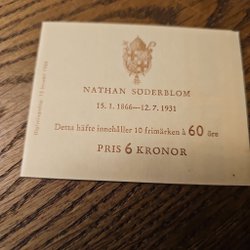 NATHAN SÖDERBLOM
15. 1. 1866—12. 7. 1931
Detta häfte innehåller 10 frimärken à 60 öre
PRIS 6 KRONOR